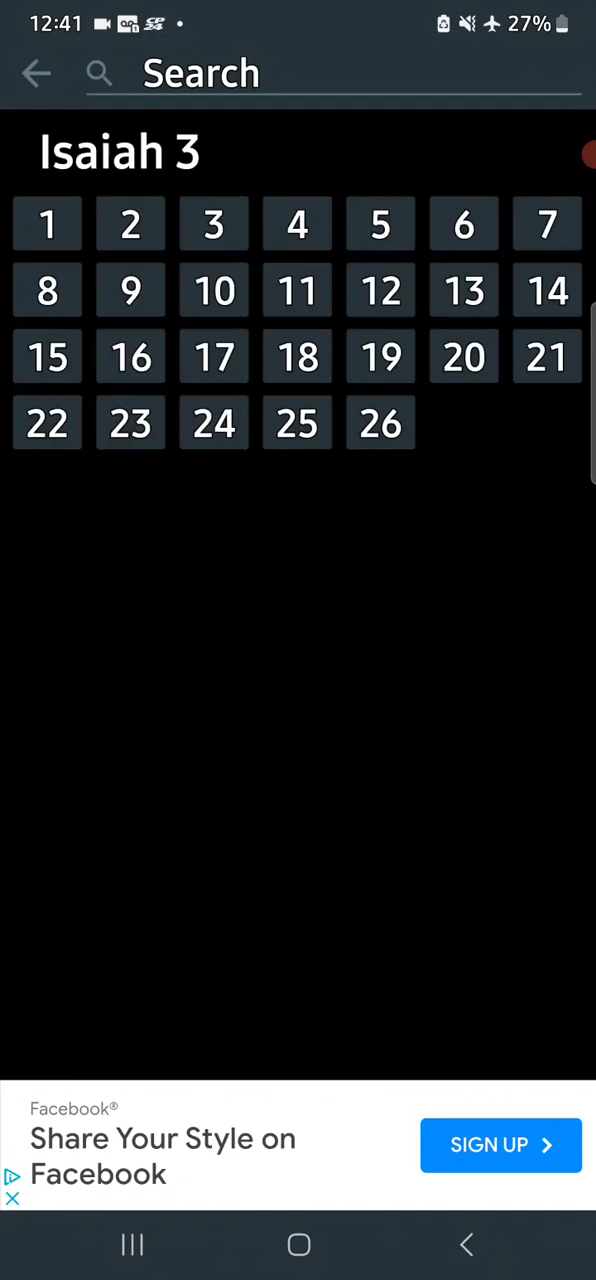 12:41 27%
Search
Isaiah 3
1 2 3 4 5 6 7
8 9 10 11 12 13 14
15 16 17 18 19 20 21
22 23 24 25 26
Facebook®
Share Your Style on
Facebook
SIGN UP